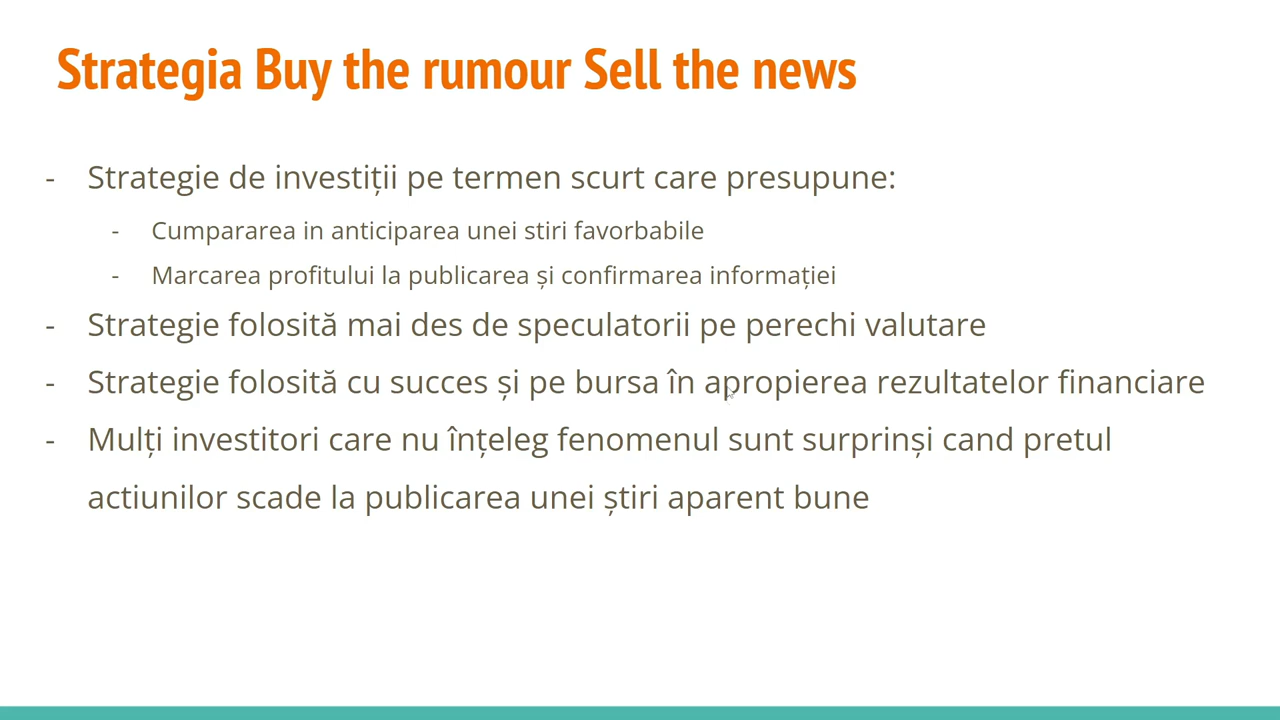 Strategia Buy the rumour Sell the news
- Strategie de investiții pe termen scurt care presupune:
- Cumpararea in anticiparea unei stiri favorbabile
- Marcarea profitului la publicarea și confirmarea informației
- Strategie folosită mai des de speculatorii pe perechi valutare
- Strategie folosită cu succes și pe bursa în apropierea rezultatelor financiare
- Mulți investitori care nu înțeleg fenomenul sunt surprinși cand pretul
actiunilor scade la publicarea unei știri aparent bune